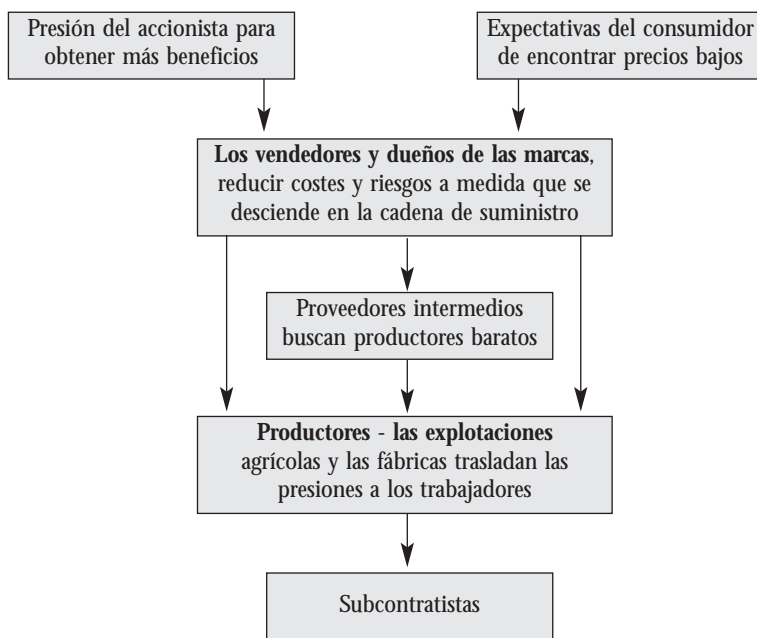 Presión del accionista para
obtener más beneficios
Expectativas del consumidor
de encontrar precios bajos
Los vendedores y dueños de las marcas,
reducir costes y riesgos a medida que se
desciende en la cadena de suministro
Proveedores intermedios
buscan productores baratos
Productores - las explotaciones
agrícolas y las fábricas trasladan las
presiones a los trabajadores
Subcontratistas